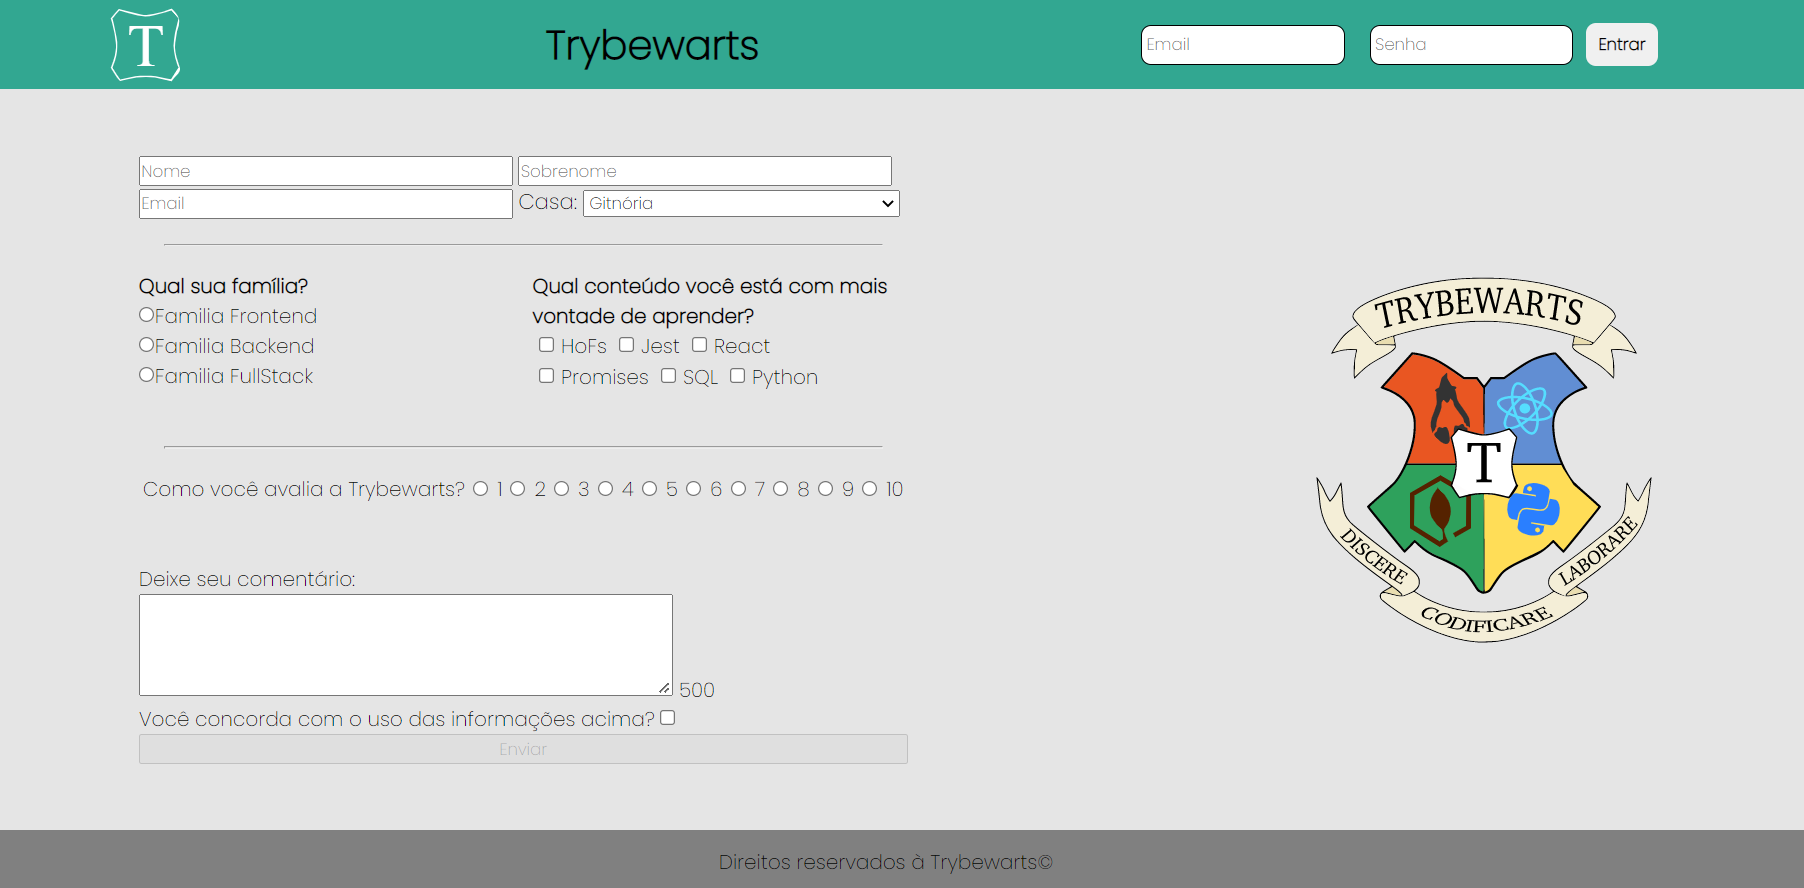 T
Trybewarts
Email
Senha
Entrar
Nome
Sobrenome
Email
Casa: Gitnória
Qual sua família?
Familia Frontend
Familia Backend
Familia FullStack
Qual conteúdo você está com mais
vontade de aprender?
HoFs Jest React
Promises SQL Python
Como você avalia a Trybewarts? 1 2 3 4 5 6 7 8 9 10
Deixe seu comentário:
500
Você concorda com o uso das informações acima?
Enviar
TRYBEWARTS
T
DISCERE
CODIFICARE
LABORARE
Direitos reservados à Trybewarts©